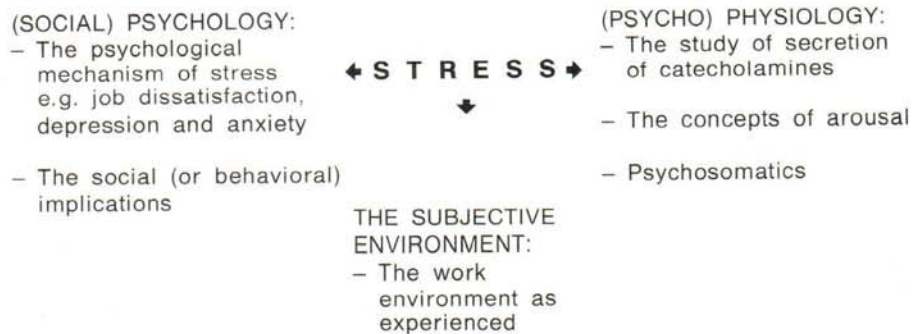 (SOCIAL) PSYCHOLOGY:
– The psychological
mechanism of stress
e.g. job dissatisfaction,
depression and anxiety
– The social (or behavioral)
implications
S T R E S S
(PSYCHO) PHYSIOLOGY:
– The study of secretion
of catecholamines
– The concepts of arousal
– Psychosomatics
THE SUBJECTIVE
ENVIRONMENT:
– The work
environment as
experienced